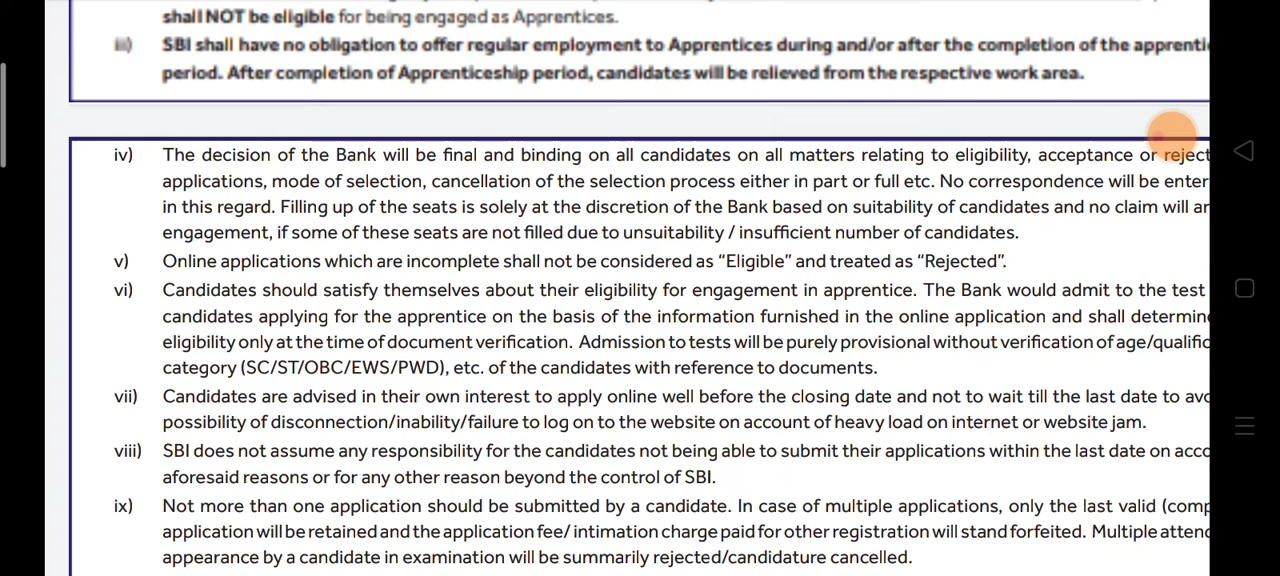 shall NOT be eligible for being engaged as Apprentices.
iii) SBI shall have no obligation to offer regular employment to Apprentices during and/or after the completion of the apprenti
period. After completion of Apprenticeship period, candidates will be relieved from the respective work area.
iv) The decision of the Bank will be final and binding on all candidates on all matters relating to eligibility, acceptance or reject
applications, mode of selection, cancellation of the selection process either in part or full etc. No correspondence will be enter
in this regard. Filling up of the seats is solely at the discretion of the Bank based on suitability of candidates and no claim will ar
engagement, if some of these seats are not filled due to unsuitability / insufficient number of candidates.
v) Online applications which are incomplete shall not be considered as “Eligible” and treated as “Rejected”.
vi) Candidates should satisfy themselves about their eligibility for engagement in apprentice. The Bank would admit to the test
candidates applying for the apprentice on the basis of the information furnished in the online application and shall determine
eligibility only at the time of document verification. Admission to tests will be purely provisional without verification of age/qualific
category (SC/ST/OBC/EWS/PWD), etc. of the candidates with reference to documents.
vii) Candidates are advised in their own interest to apply online well before the closing date and not to wait till the last date to avo
possibility of disconnection/inability/failure to log on to the website on account of heavy load on internet or website jam.
viii) SBI does not assume any responsibility for the candidates not being able to submit their applications within the last date on acco
aforesaid reasons or for any other reason beyond the control of SBI.
ix) Not more than one application should be submitted by a candidate. In case of multiple applications, only the last valid (comp
application will be retained and the application fee/ intimation charge paid for other registration will stand forfeited. Multiple attend
appearance by a candidate in examination will be summarily rejected/candidature cancelled.